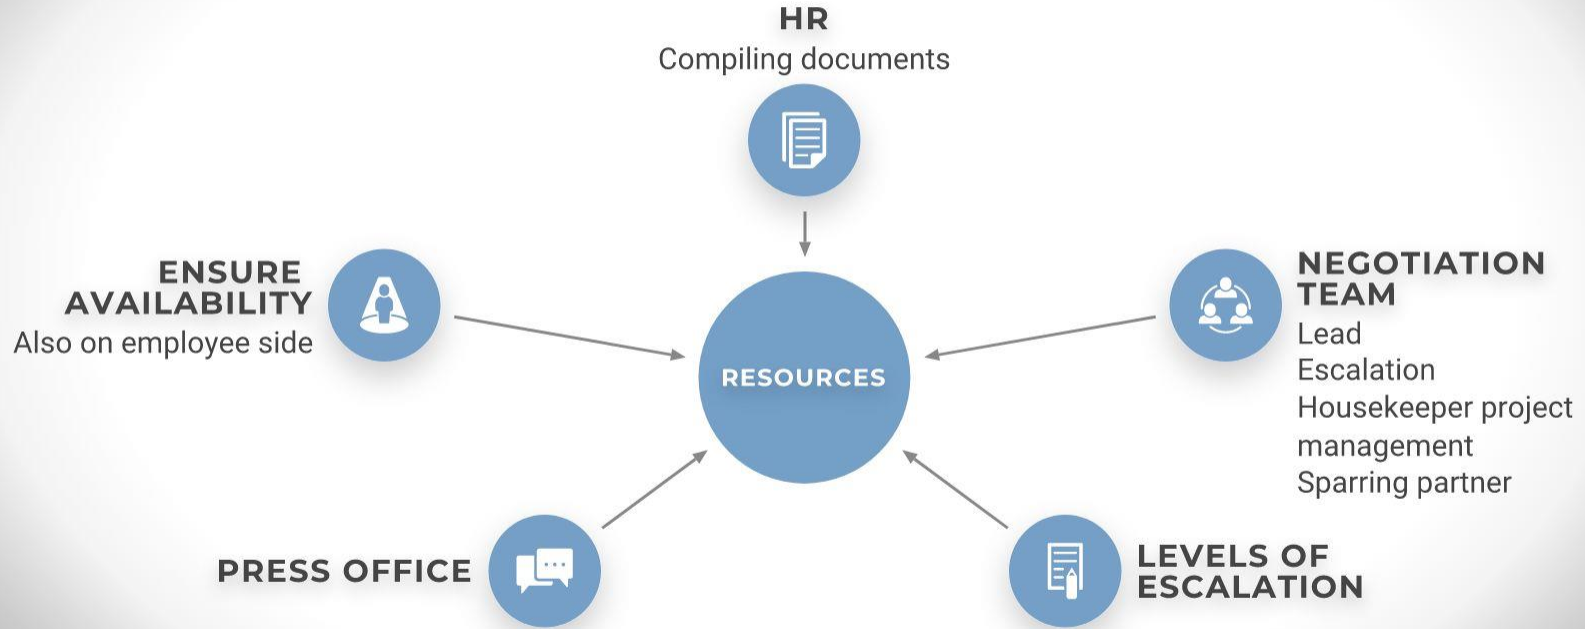 HR
Compiling documents
ENSURE
AVAILABILITY
Also on employee side
NEGOTIATION
TEAM
Lead
Escalation
Housekeeper project
management
Sparring partner
RESOURCES
PRESS OFFICE
LEVELS OF
ESCALATION